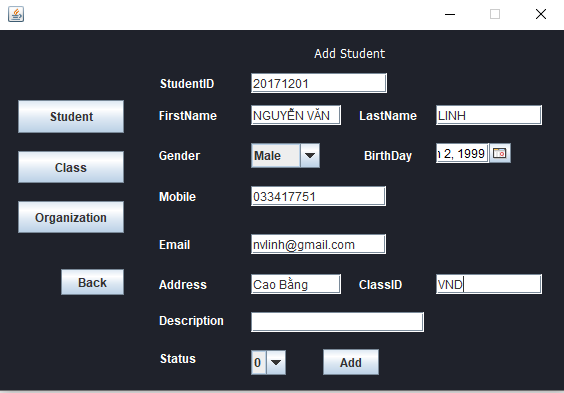 Add Student
StudentID 20171201
Student
FirstName NGUYỄN VĂN LastName LINH
Gender Male BirthDay 2, 1999
Class
Mobile 033417751
Organization
Email nvlinh@gmail.com
Back
Address Cao Bằng ClassID VND
Description
Status 0 Add